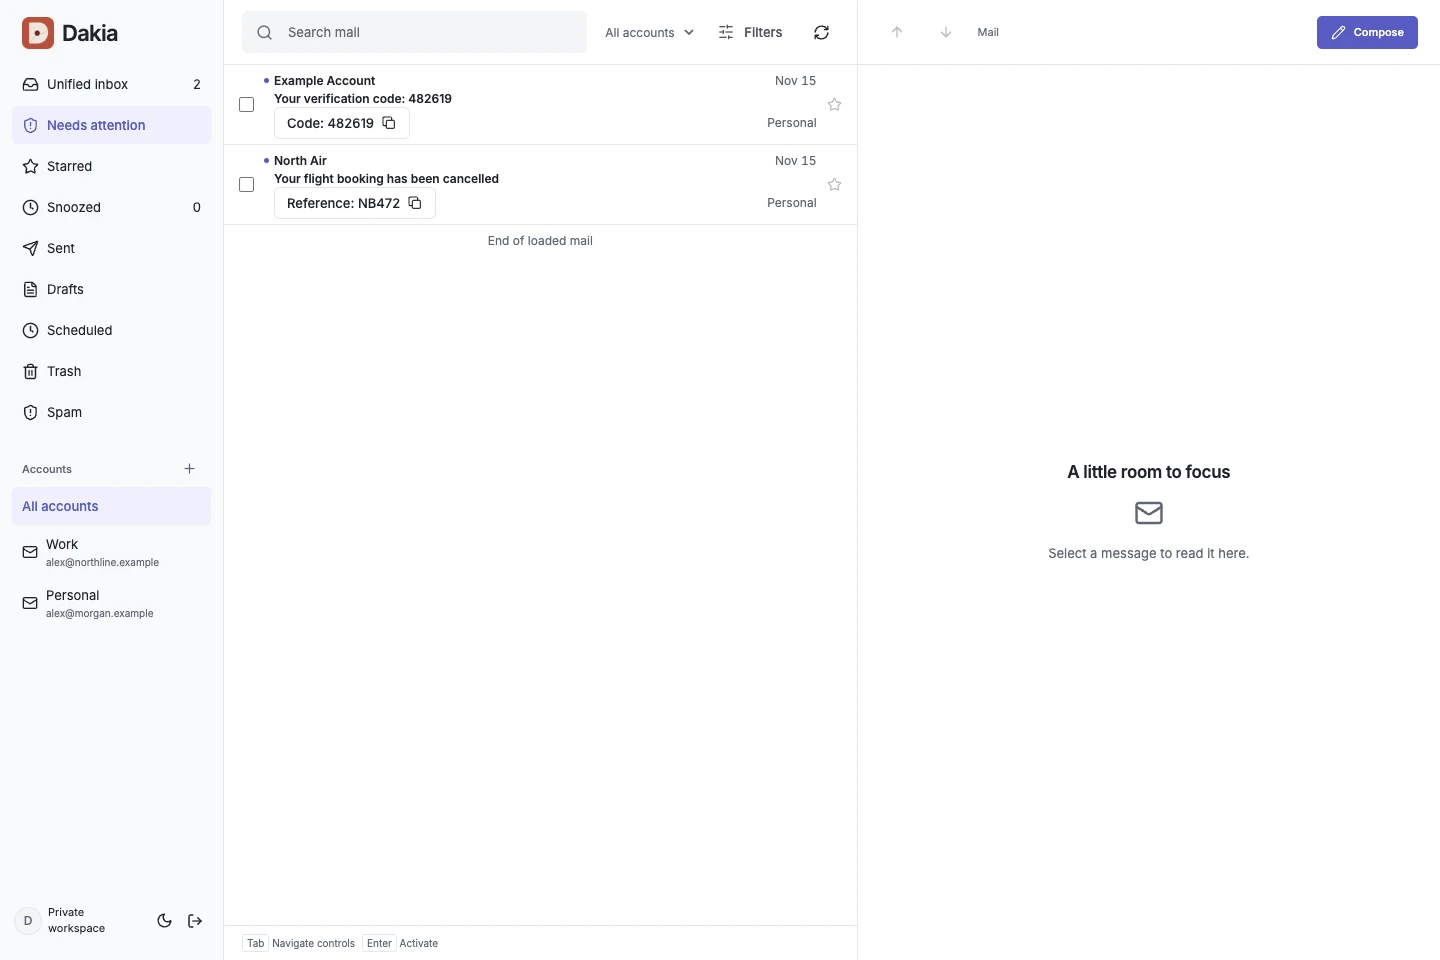 Dakia
Unified inbox 2
Needs attention
Starred
Snoozed 0
Sent
Drafts
Scheduled
Trash
Spam
Accounts
All accounts
Work
alex@northline.example
Personal
alex@morgan.example
D
Private
workspace
Search mail
All accounts
Filters
Example Account Nov 15
Your verification code: 482619
Code: 482619 Personal
North Air Nov 15
Your flight booking has been cancelled
Reference: NB472 Personal
End of loaded mail
Tab Navigate controls Enter Activate
Mail
Compose
A little room to focus
Select a message to read it here.